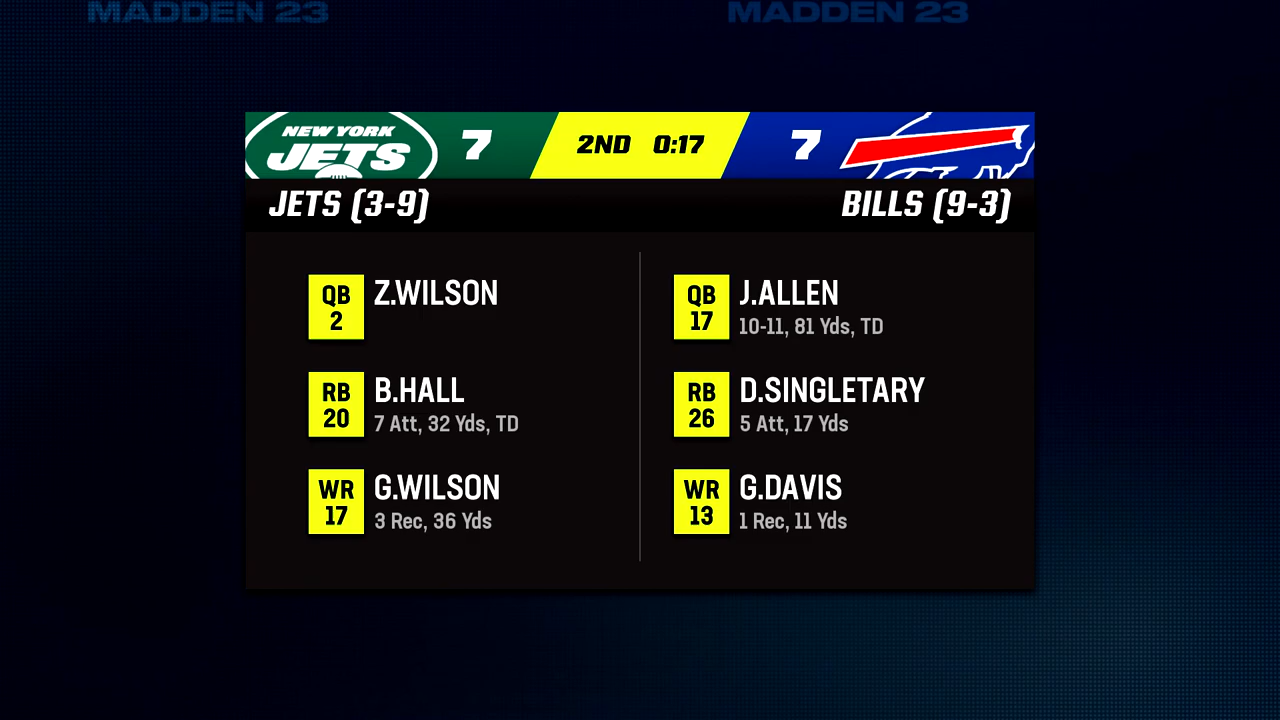 MADDEN 23 MADDEN 23
NEW YORK
JETS
7 2ND 0:17 7
JETS (3-9) BILLS (9-3)
QB
2
Z.WILSON
RB
20
B.HALL
7 Att, 32 Yds, TD
WR
17
G.WILSON
3 Rec, 36 Yds
QB
17
J.ALLEN
10-11, 81 Yds, TD
RB
26
D.SINGLETARY
5 Att, 17 Yds
WR
13
G.DAVIS
1 Rec, 11 Yds